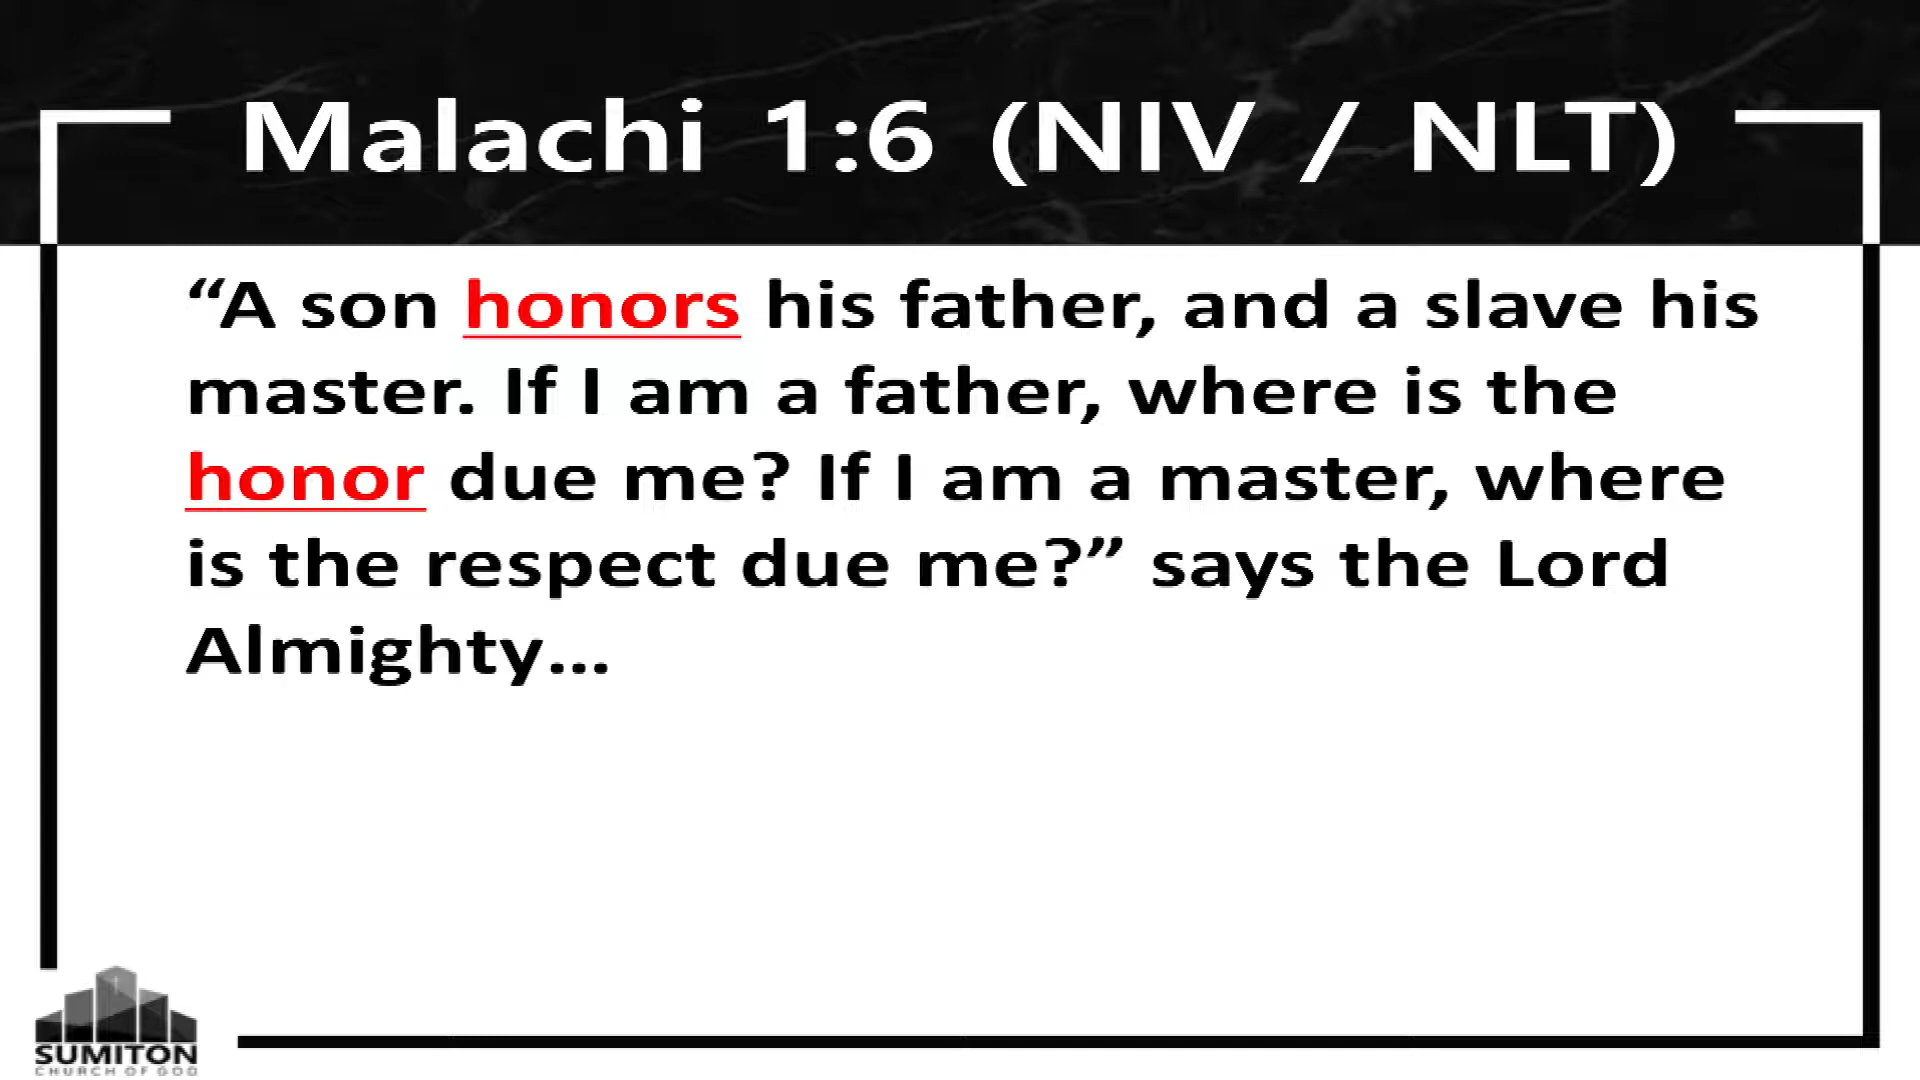 Malachi 1:6 (NIV / NLT)
“A son honors his father, and a slave his
master. If I am a father, where is the
honor due me? If I am a master, where
is the respect due me?” says the Lord
Almighty...
SUMITON
CHURCH OF GOD